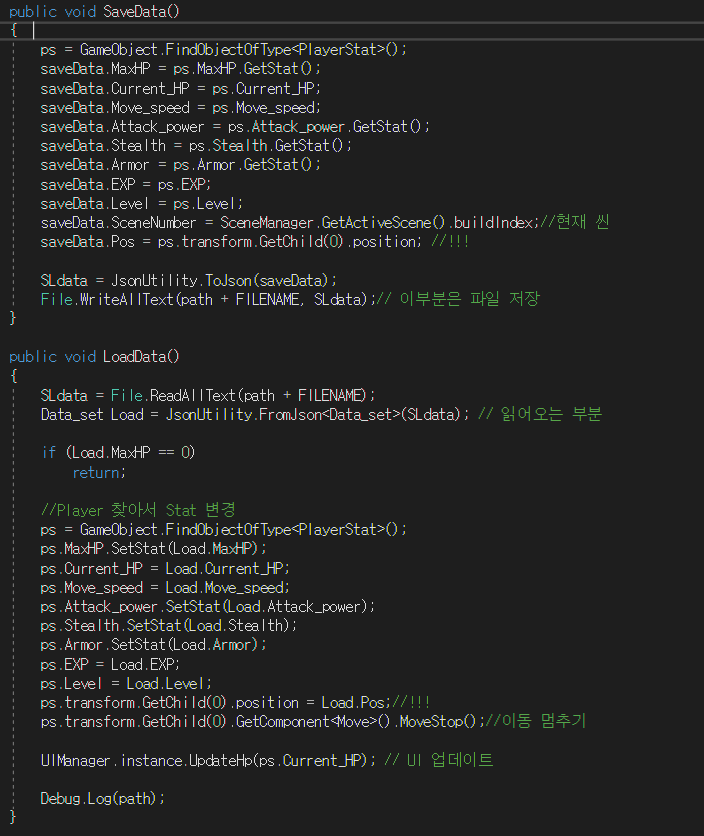 public void SaveData()
{
ps = GameObject.FindObjectOfType<PlayerStat>();
saveData.MaxHP = ps.MaxHP.GetStat();
saveData.Current_HP = ps.Current_HP;
saveData.Move_speed = ps.Move_speed;
saveData.Attack_power = ps.Attack_power.GetStat();
saveData.Stealth = ps.Stealth.GetStat();
saveData.Armor = ps.Armor.GetStat();
saveData.EXP = ps.EXP;
saveData.Level = ps.Level;
saveData.SceneNumber = SceneManager.GetActiveScene().buildIndex;//현재 씬
saveData.Pos = ps.transform.GetChild(0).position; //!!!
SLdata = JsonUtility.ToJson(saveData);
File.WriteAllText(path + FILENAME, SLdata);// 이부분은 파일 저장
}
public void LoadData()
{
SLdata = File.ReadAllText(path + FILENAME);
Data_set Load = JsonUtility.FromJson<Data_set>(SLdata); // 읽어오는 부분
if (Load.MaxHP == 0)
return;
//Player 찾아서 Stat 변경
ps = GameObject.FindObjectOfType<PlayerStat>();
ps.MaxHP.SetStat(Load.MaxHP);
ps.Current_HP = Load.Current_HP;
ps.Move_speed = Load.Move_speed;
ps.Attack_power.SetStat(Load.Attack_power);
ps.Stealth.SetStat(Load.Stealth);
ps.Armor.SetStat(Load.Armor);
ps.EXP = Load.EXP;
ps.Level = Load.Level;
ps.transform.GetChild(0).position = Load.Pos;//!!!
ps.transform.GetChild(0).GetComponent<Move>().MoveStop();//이동 멈추기
UIManager.instance.UpdateHp(ps.Current_HP); // UI 업데이트
Debug.Log(path);
}